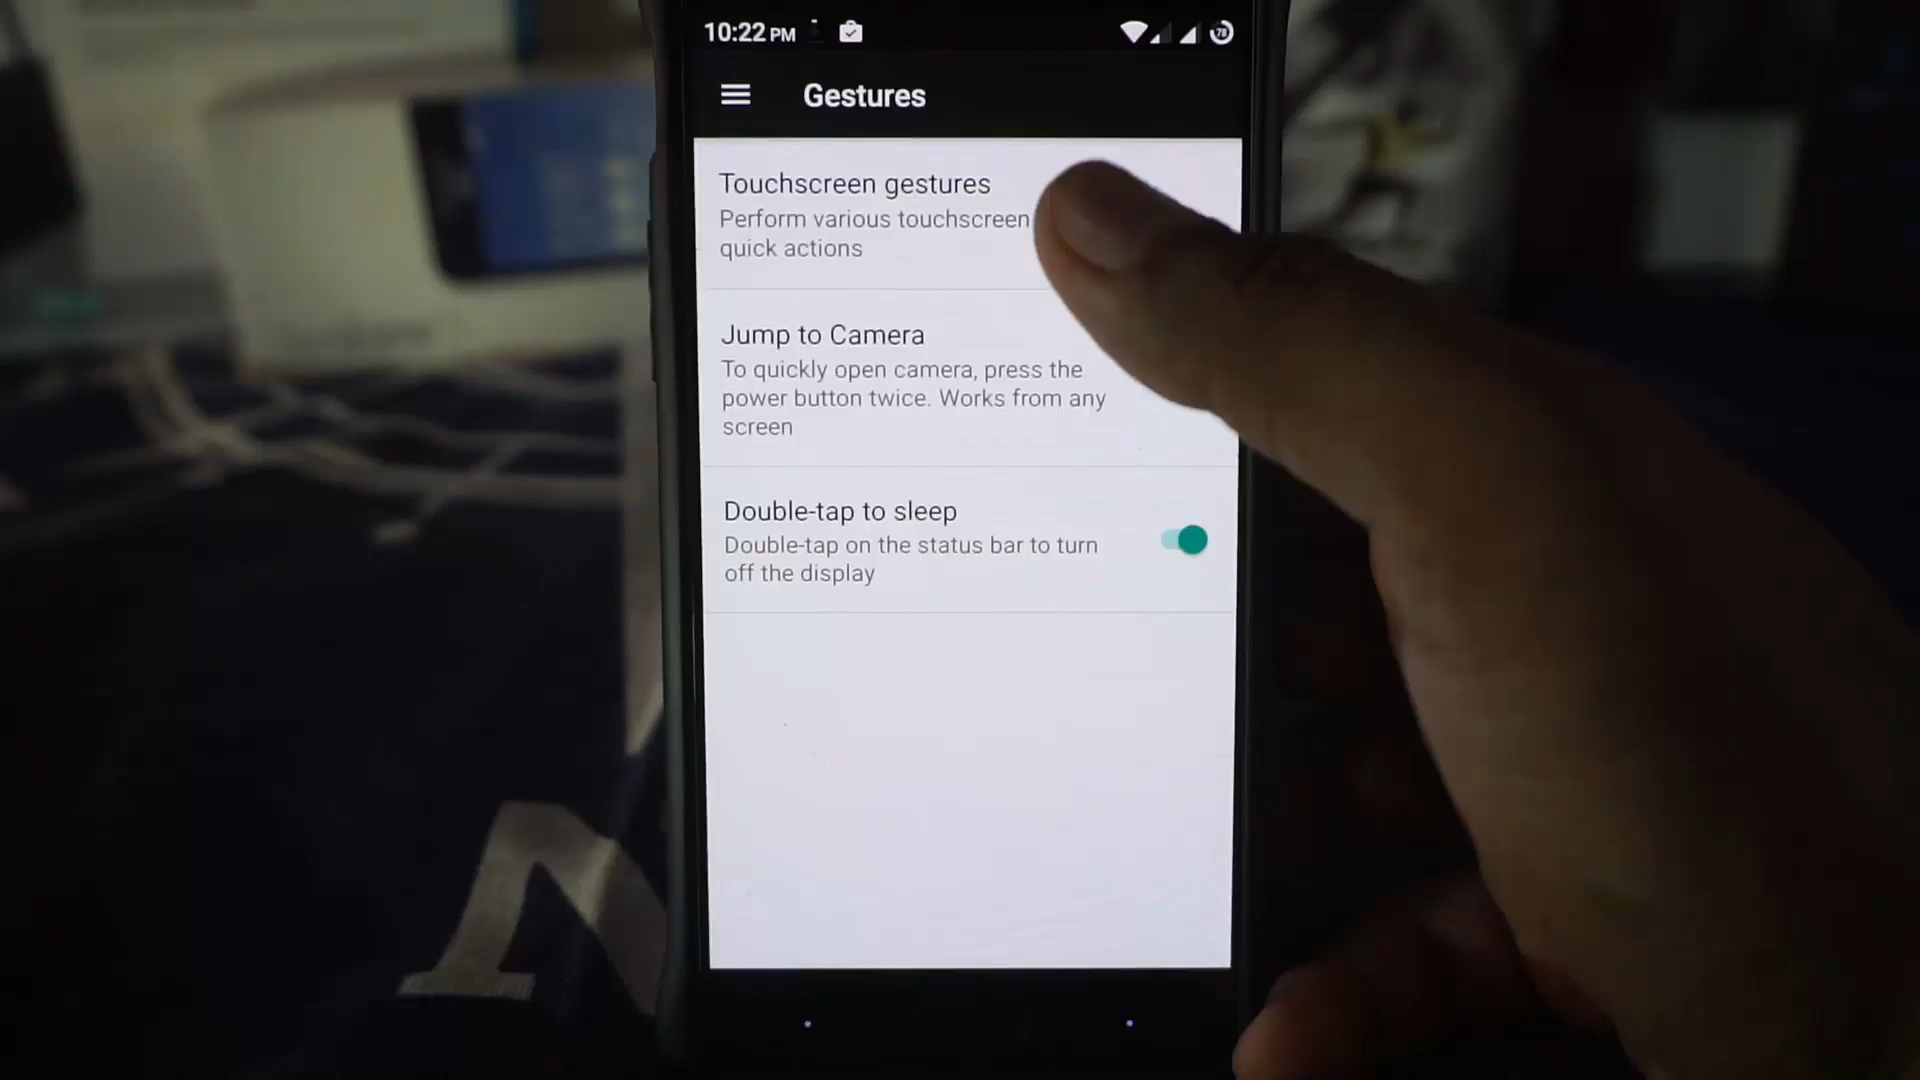 10:22 PM
78
Gestures
Touchscreen gestures
Perform various touchscreen
quick actions
Jump to Camera
To quickly open camera, press the
power button twice. Works from any
screen
Double-tap to sleep
Double-tap on the status bar to turn
off the display